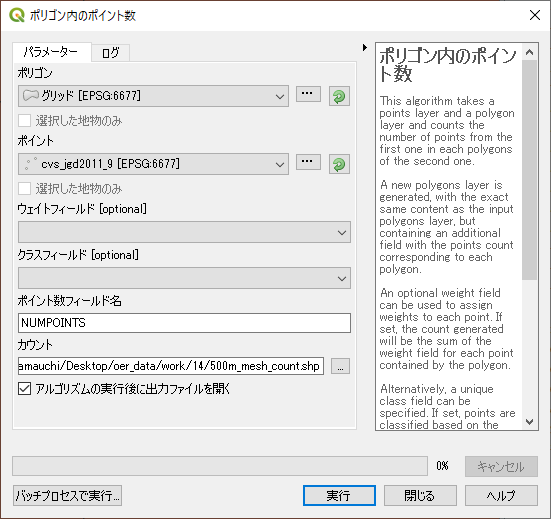 ポリゴン内のポイント数
パラメーター
ログ
ポリゴン
グリッド [EPSG:6677]
...
選択した地物のみ
ポイント
cvs_jgd2011_9 [EPSG:6677]
...
選択した地物のみ
ウェイトフィールド [optional]
クラスフィールド [optional]
ポイント数フィールド名
NUMPOINTS
カウント
amauchi/Desktop/oer_data/work/14/500m_mesh_count.shp
...
アルゴリズムの実行後に出力ファイルを開く
ポリゴン内のポイン
ト数
This algorithm takes a
points layer and a polygon
layer and counts the
number of points from the
first one in each polygons
of the second one.
A new polygons layer is
generated, with the exact
same content as the input
polygons layer, but
containing an additional
field with the points count
corresponding to each
polygon.
An optional weight field
can be used to assign
weights to each point. If
set, the count generated
will be the sum of the
weight field for each point
contained by the polygon.
Alternatively, a unique
class field can be
specified. If set, points are
classified based on the
0%
キャンセル
バッチプロセスで実行...
実行
閉じる
ヘルプ